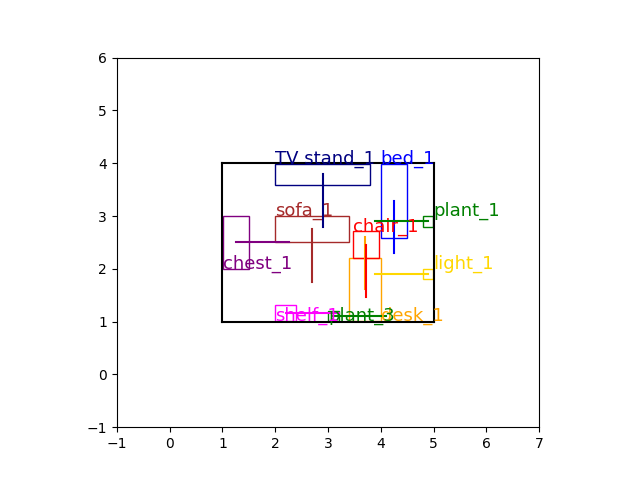 6
5
4
3
2
1
0
−1
TV stand_1
bed_1
sofa_1
plant_1
chair_1
chest_1
light_1
shelf_1
plant_3
desk_1
−1 0 1 2 3 4 5 6 7